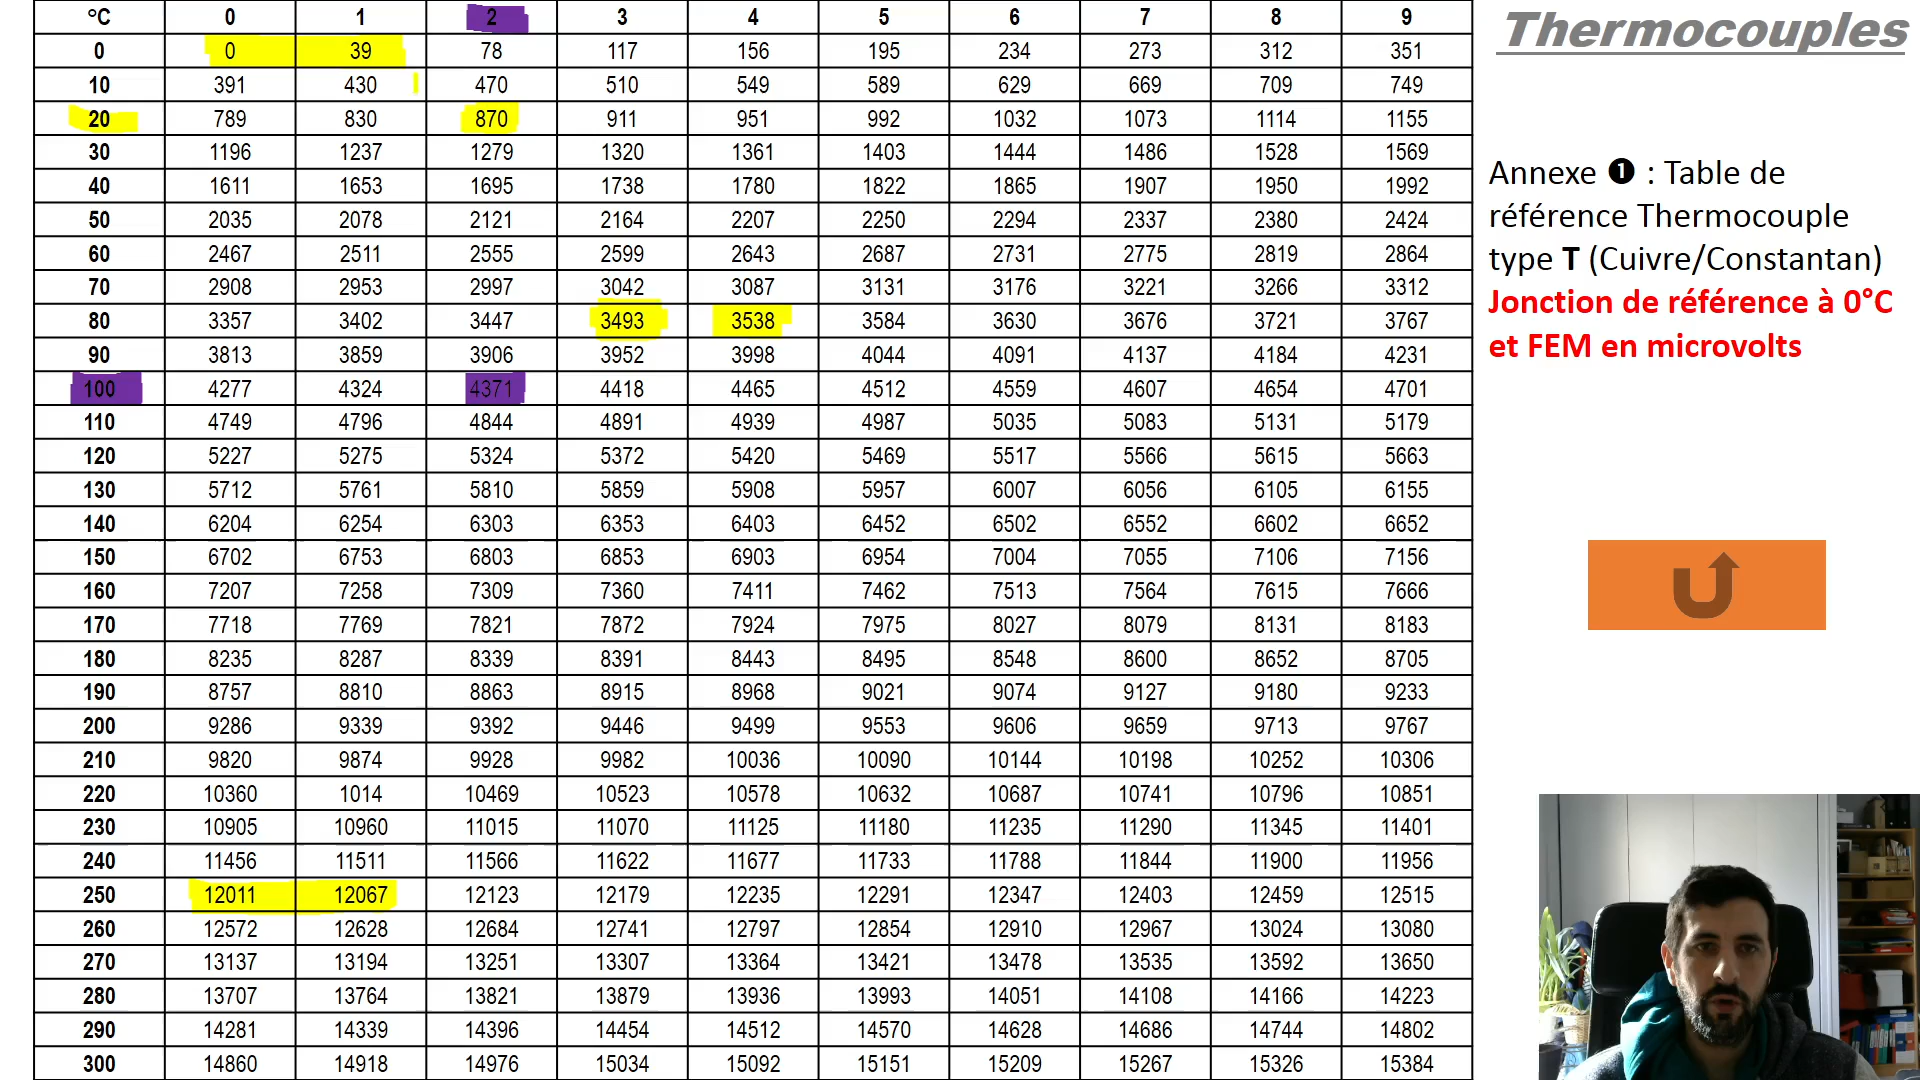 °C 0 1 2 3 4 5 6 7 8 9
0 0 39 78 117 156 195 234 273 312 351
10 391 430 470 510 549 589 629 669 709 749
20 789 830 870 911 951 992 1032 1073 1114 1155
30 1196 1237 1279 1320 1361 1403 1444 1486 1528 1569
40 1611 1653 1695 1738 1780 1822 1865 1907 1950 1992
50 2035 2078 2121 2164 2207 2250 2294 2337 2380 2424
60 2467 2511 2555 2599 2643 2687 2731 2775 2819 2864
70 2908 2953 2997 3042 3087 3131 3176 3221 3266 3312
80 3357 3402 3447 3493 3538 3584 3630 3676 3721 3767
90 3813 3859 3906 3952 3998 4044 4091 4137 4184 4231
100 4277 4324 4371 4418 4465 4512 4559 4607 4654 4701
110 4749 4796 4844 4891 4939 4987 5035 5083 5131 5179
120 5227 5275 5324 5372 5420 5469 5517 5566 5615 5663
130 5712 5761 5810 5859 5908 5957 6007 6056 6105 6155
140 6204 6254 6303 6353 6403 6452 6502 6552 6602 6652
150 6702 6753 6803 6853 6903 6954 7004 7055 7106 7156
160 7207 7258 7309 7360 7411 7462 7513 7564 7615 7666
170 7718 7769 7821 7872 7924 7975 8027 8079 8131 8183
180 8235 8287 8339 8391 8443 8495 8548 8600 8652 8705
190 8757 8810 8863 8915 8968 9021 9074 9127 9180 9233
200 9286 9339 9392 9446 9499 9553 9606 9659 9713 9767
210 9820 9874 9928 9982 10036 10090 10144 10198 10252 10306
220 10360 1014 10469 10523 10578 10632 10687 10741 10796 10851
230 10905 10960 11015 11070 11125 11180 11235 11290 11345 11401
240 11456 11511 11566 11622 11677 11733 11788 11844 11900 11956
250 12011 12067 12123 12179 12235 12291 12347 12403 12459 12515
260 12572 12628 12684 12741 12797 12854 12910 12967 13024 13080
270 13137 13194 13251 13307 13364 13421 13478 13535 13592 13650
280 13707 13764 13821 13879 13936 13993 14051 14108 14166 14223
290 14281 14339 14396 14454 14512 14570 14628 14686 14744 14802
300 14860 14918 14976 15034 15092 15151 15209 15267 15326 15384
Thermocouples
Annexe ❶ : Table de
référence Thermocouple
type T (Cuivre/Constantan)
Jonction de référence à 0°C
et FEM en microvolts